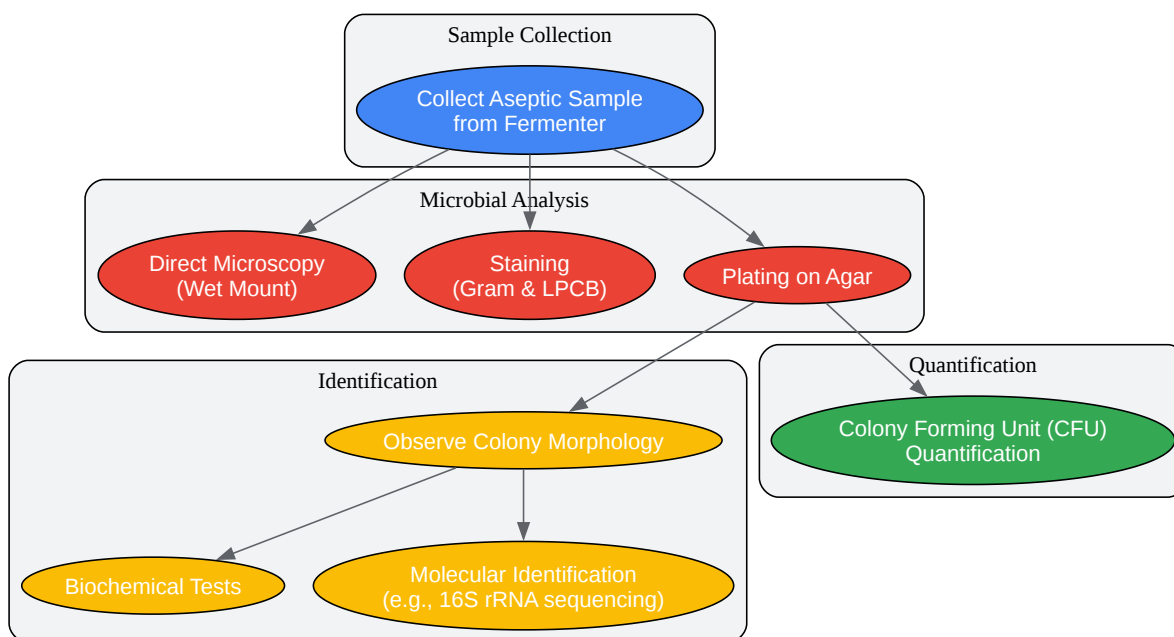 Sample Collection
Collect Aseptic Sample
from Fermenter
Microbial Analysis
Direct Microscopy
(Wet Mount)
Staining
(Gram & LPCB)
Plating on Agar
Identification
Quantification
Observe Colony Morphology
Colony Forming Unit (CFU)
Quantification
Biochemical Tests
Molecular Identification
(e.g., 16S rRNA sequencing)